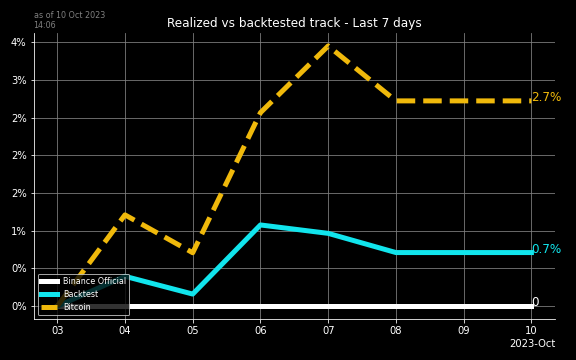 as of 10 Oct 2023
14:06
Realized vs backtested track - Last 7 days
4%
3%
2%
2%
2%
1%
0%
0%
2.7%
0.7%
0
Binance Official
Backtest
Bitcoin
03 04 05 06 07 08 09 10
2023-Oct